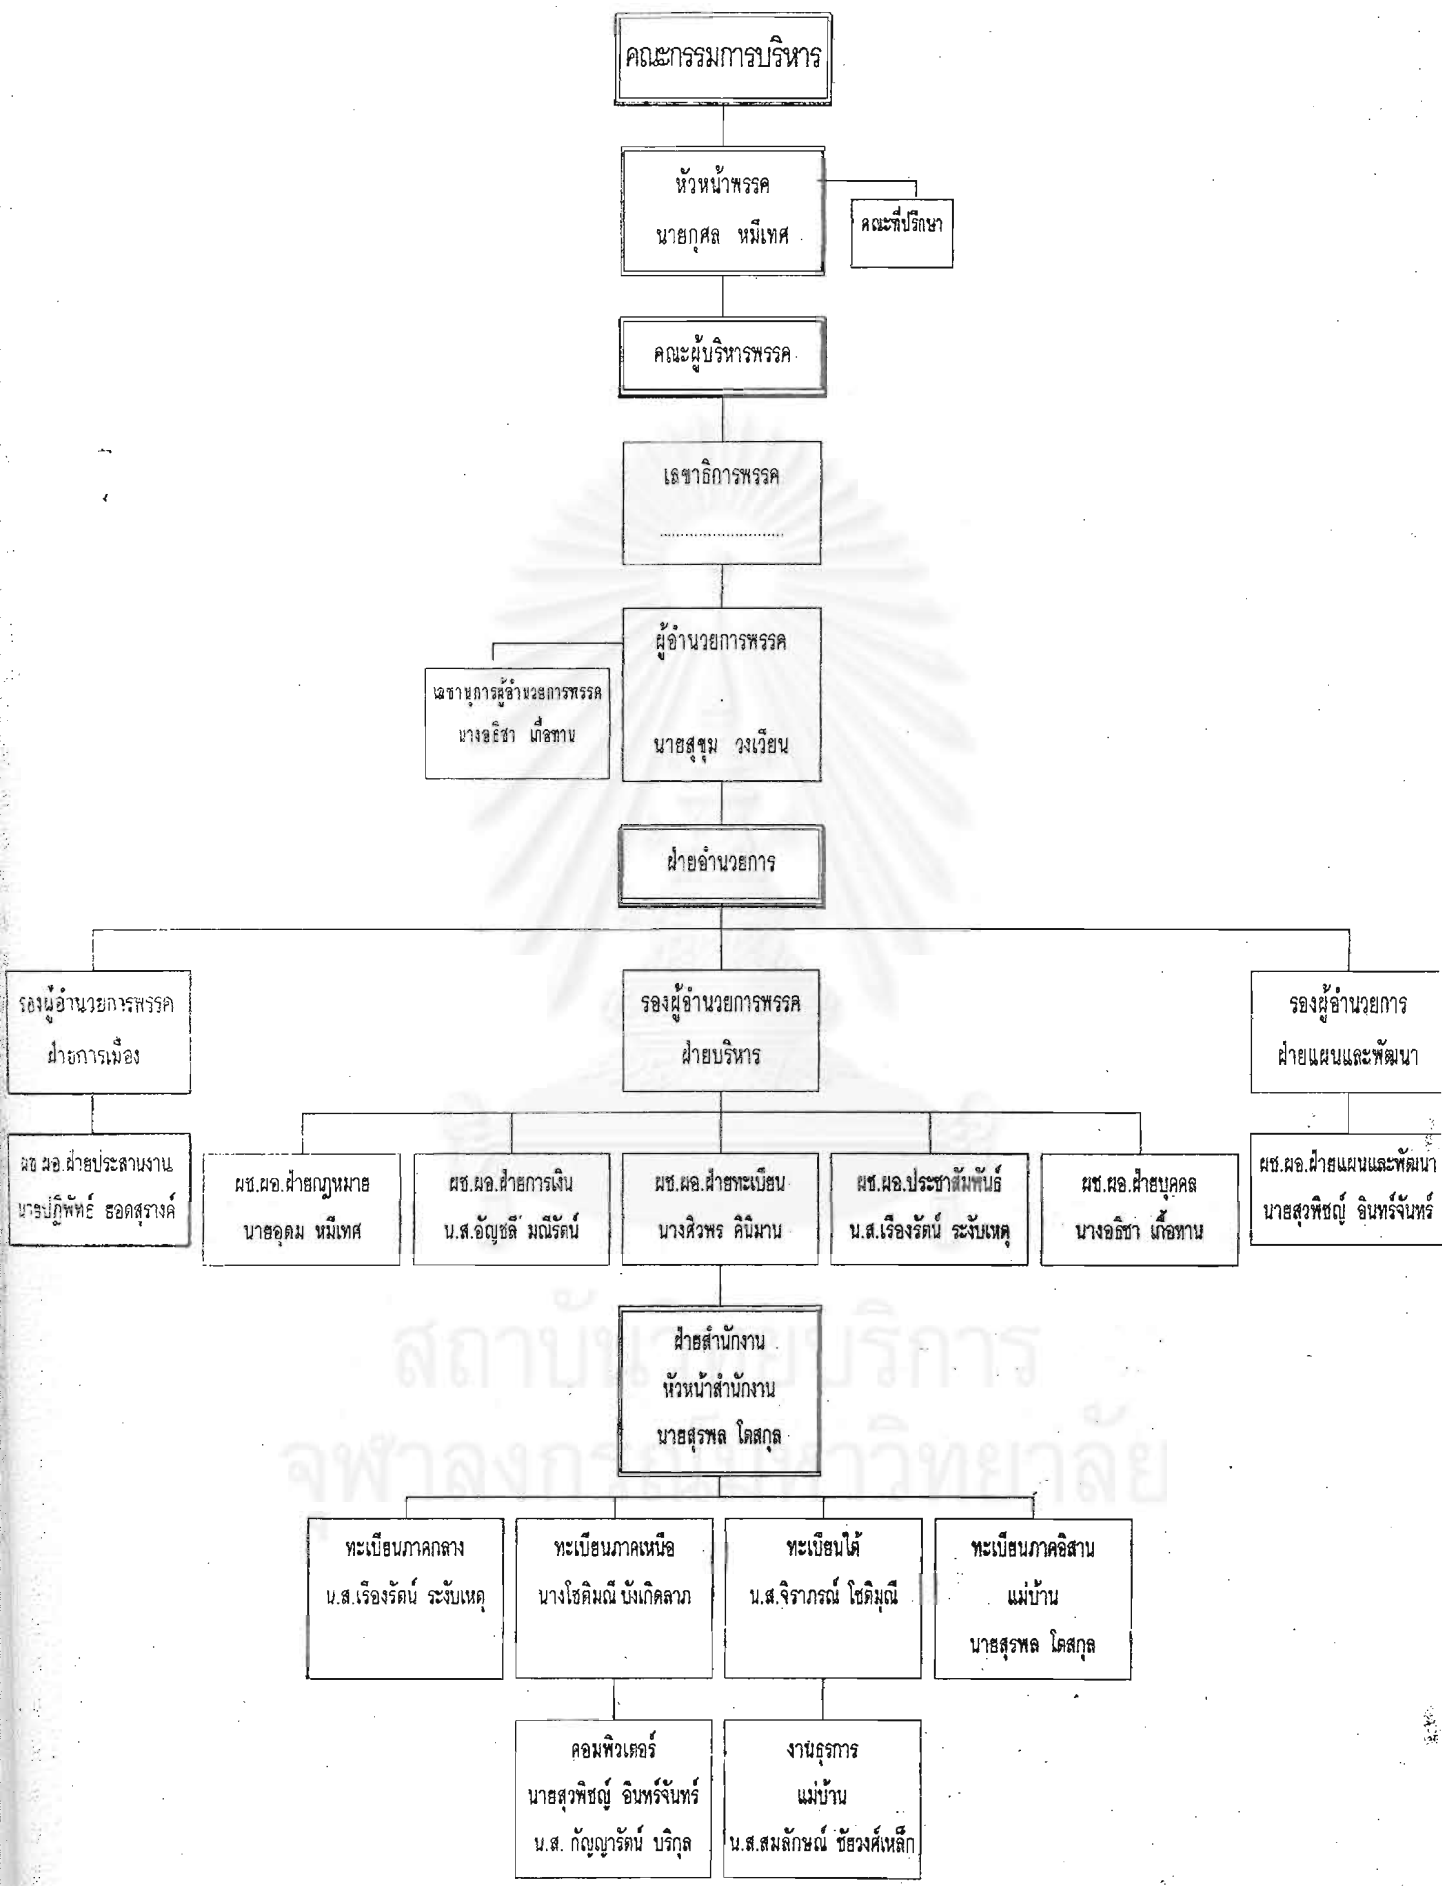 คณะกรรมการบริหาร
หัวหน้าพรรค
นายกุศล หมีเทศ
คณะที่ปรึกษา
คณะผู้บริหารพรรค
เลขาธิการพรรค
..........................
ผู้อำนวยการพรรค
นายสุขุม วงเวียน
เลขานุการผู้อำนวยการพรรค
นางอธิชา เกื้อทาน
ฝ่ายอำนวยการ
รองผู้อำนวยการพรรค
ฝ่ายการเมือง
รองผู้อำนวยการพรรค
ฝ่ายบริหาร
รองผู้อำนวยการ
ฝ่ายแผนและพัฒนา
ผช.ผอ.ฝ่ายประสานงาน
นายปฏิพัทธ์ ยอดสุรางค์
ผช.ผอ.ฝ่ายกฎหมาย
นายอุดม หมีเทศ
ผช.ผอ.ฝ่ายการเงิน
น.ส.อัญชลี มณีรัตน์
ผช.ผอ.ฝ่ายทะเบียน
นางศิวพร คินิมาน
ผช.ผอ.ประชาสัมพันธ์
น.ส.เรืองรัตน์ ระงับเหตุ
ผช.ผอ.ฝ่ายบุคคล
นางอธิชา เกื้อทาน
ผช.ผอ.ฝ่ายแผนและพัฒนา
นายสุวพิชญ์ อินทร์จันทร์
ฝ่ายสำนักงาน
หัวหน้าสำนักงาน
นายสุรพล โตสกุล
สถาบันวิทยบริการ
จุฬาลงกรณ์มหาวิทยาลัย
ทะเบียนภาคกลาง
น.ส.เรืองรัตน์ ระงับเหตุ
ทะเบียนภาคเหนือ
นางโชติมณี บังเกิดลาภ
ทะเบียนใต้
น.ส.จิราภรณ์ โชติมุณี
ทะเบียนภาคอิสาน
แม่บ้าน
นายสุรพล โตสกุล
คอมพิวเตอร์
นายสุวพิชญ์ อินทร์จันทร์
น.ส. กัญญารัตน์ บริกุล
งานธุรการ
แม่บ้าน
น.ส.สมลักษณ์ ชัยวงศ์เหล็ก